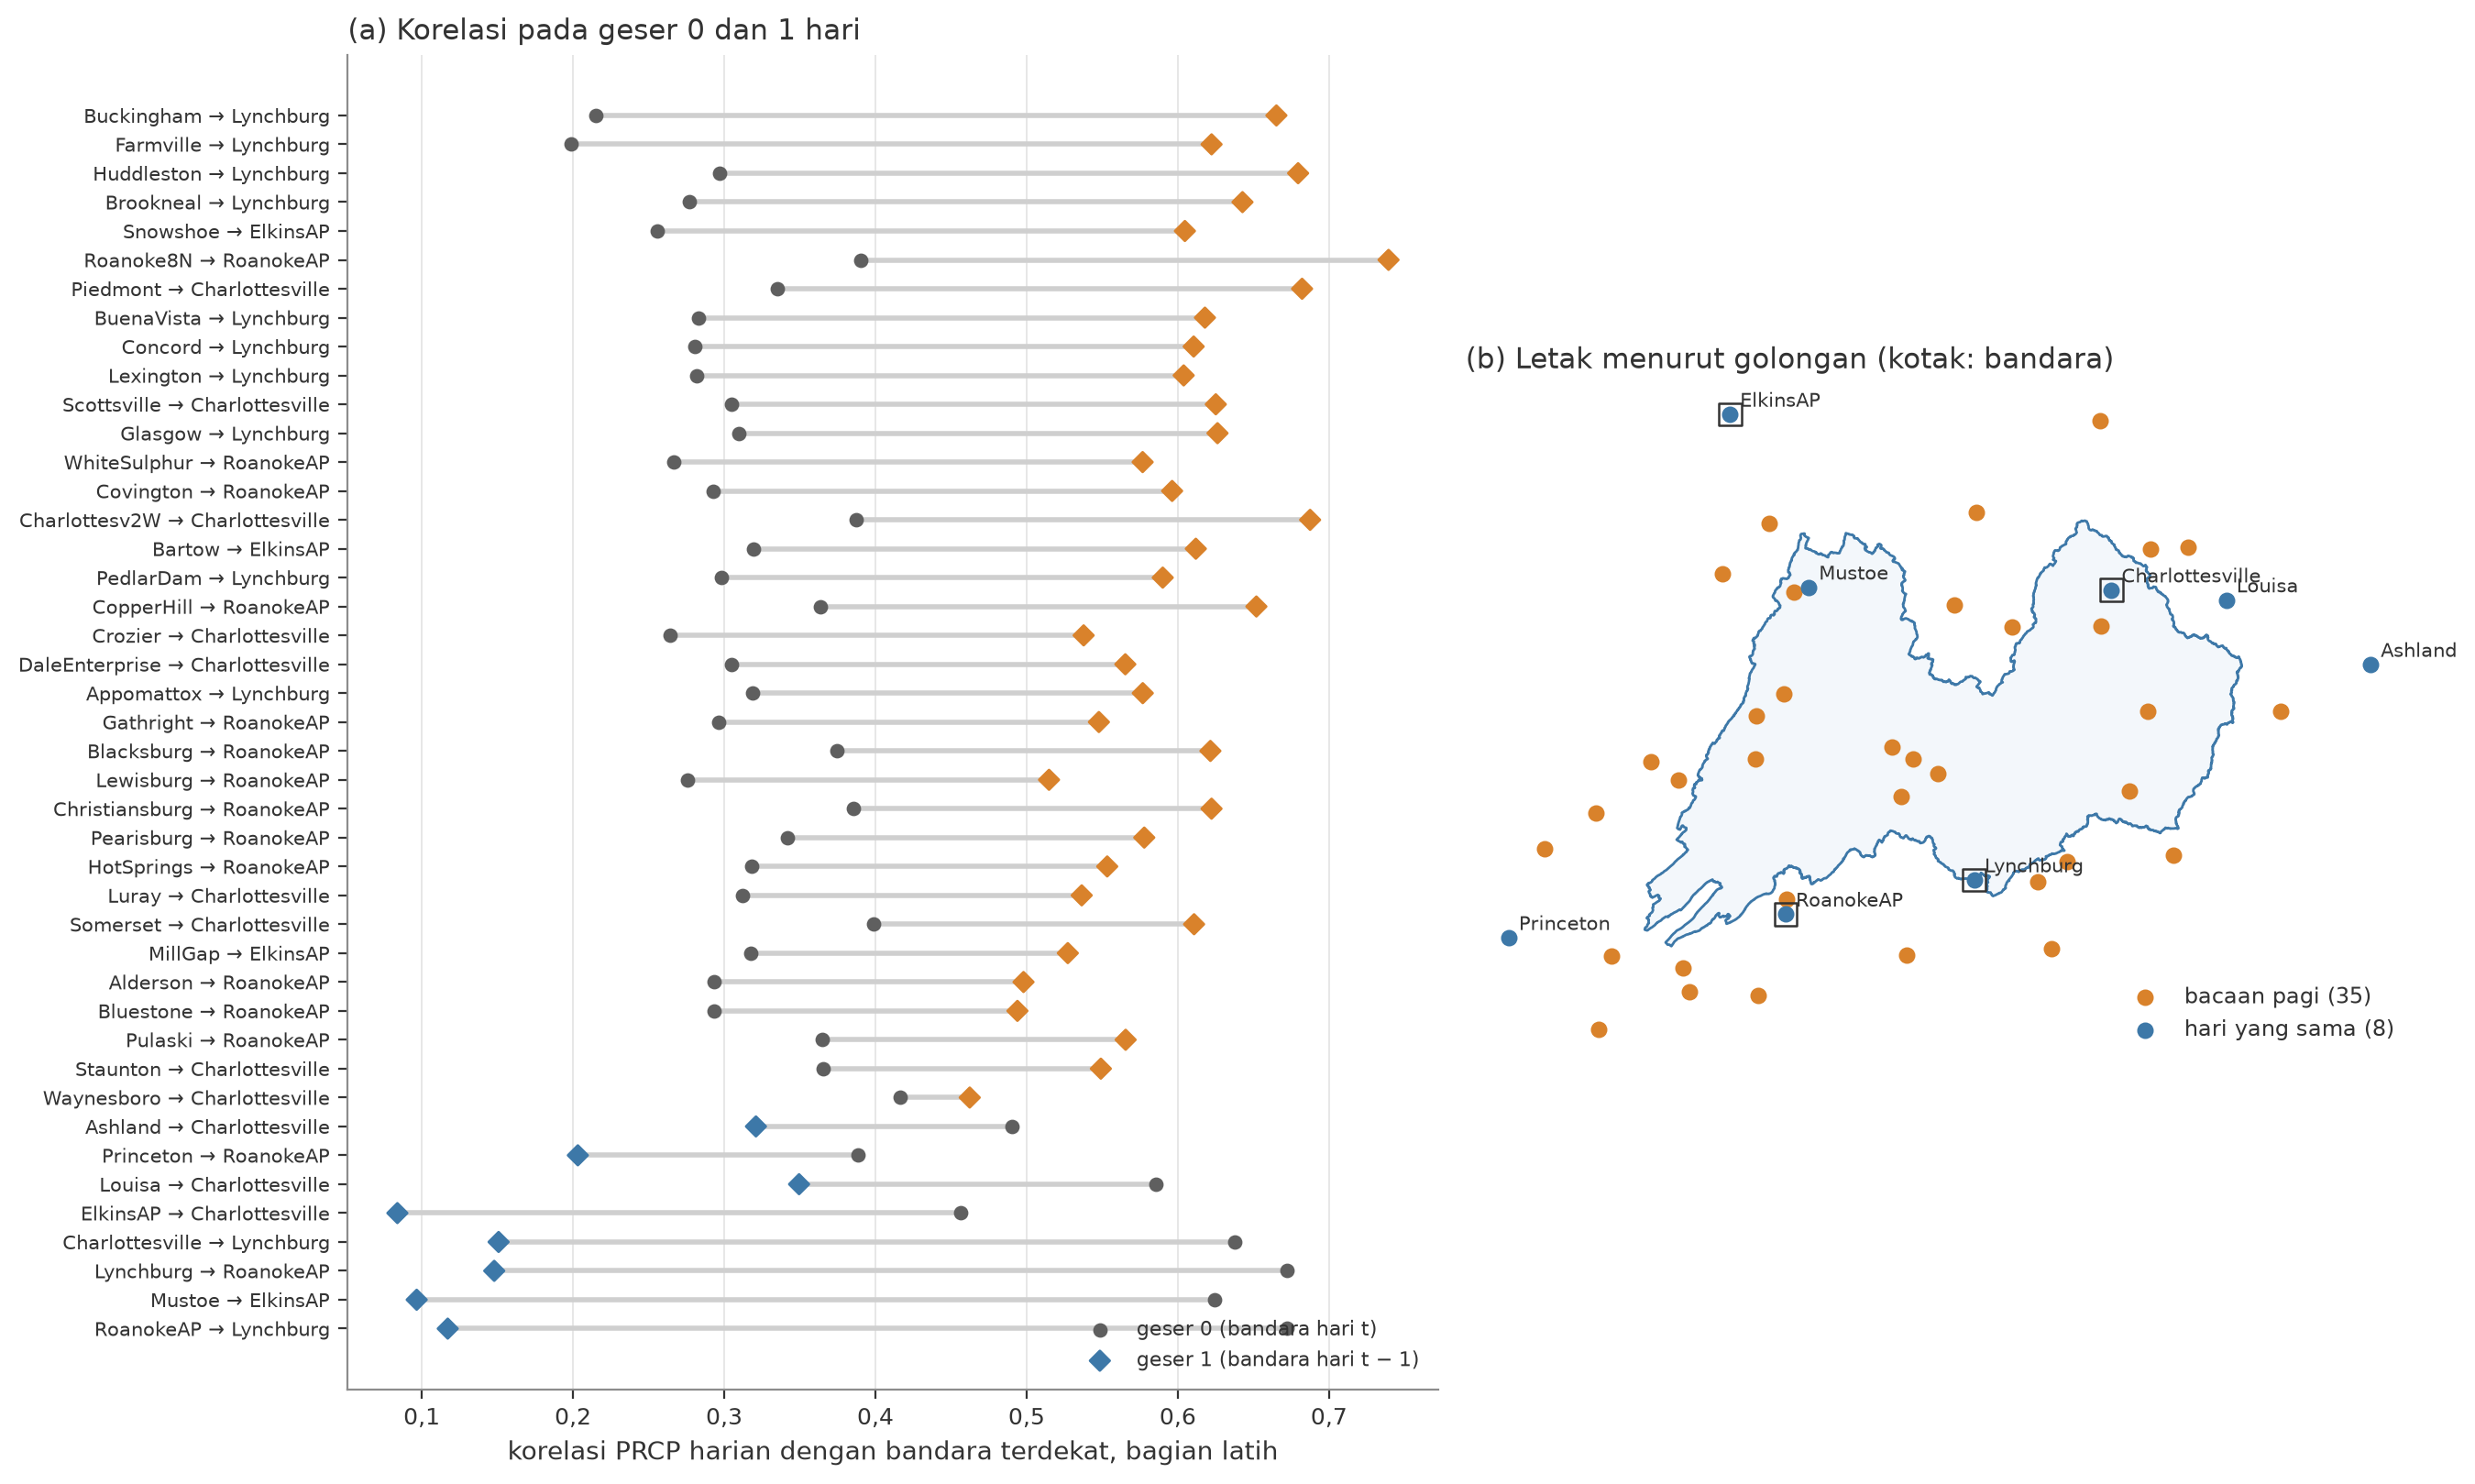 (a) Korelasi pada geser 0 dan 1 hari
Buckingham → Lynchburg
Farmville → Lynchburg
Huddleston → Lynchburg
Brookneal → Lynchburg
Snowshoe → ElkinsAP
Roanoke8N → RoanokeAP
Piedmont → Charlottesville
BuenaVista → Lynchburg
Concord → Lynchburg
Lexington → Lynchburg
Scottsville → Charlottesville
Glasgow → Lynchburg
WhiteSulphur → RoanokeAP
Covington → RoanokeAP
Charlottesv2W → Charlottesville
Bartow → ElkinsAP
PedlarDam → Lynchburg
CopperHill → RoanokeAP
Crozier → Charlottesville
DaleEnterprise → Charlottesville
Appomattox → Lynchburg
Gathright → RoanokeAP
Blacksburg → RoanokeAP
Lewisburg → RoanokeAP
Christiansburg → RoanokeAP
Pearisburg → RoanokeAP
HotSprings → RoanokeAP
Luray → Charlottesville
Somerset → Charlottesville
MillGap → ElkinsAP
Alderson → RoanokeAP
Bluestone → RoanokeAP
Pulaski → RoanokeAP
Staunton → Charlottesville
Waynesboro → Charlottesville
Ashland → Charlottesville
Princeton → RoanokeAP
Louisa → Charlottesville
ElkinsAP → Charlottesville
Charlottesville → Lynchburg
Lynchburg → RoanokeAP
Mustoe → ElkinsAP
RoanokeAP → Lynchburg
geser 0 (bandara hari t)
geser 1 (bandara hari t − 1)
0,1 0,2 0,3 0,4 0,5 0,6 0,7
korelasi PRCP harian dengan bandara terdekat, bagian latih
(b) Letak menurut golongan (kotak: bandara)
ElkinsAP
Mustoe
Charlottesville
Louisa
Ashland
Lynchburg
RoanokeAP
Princeton
bacaan pagi (35)
hari yang sama (8)